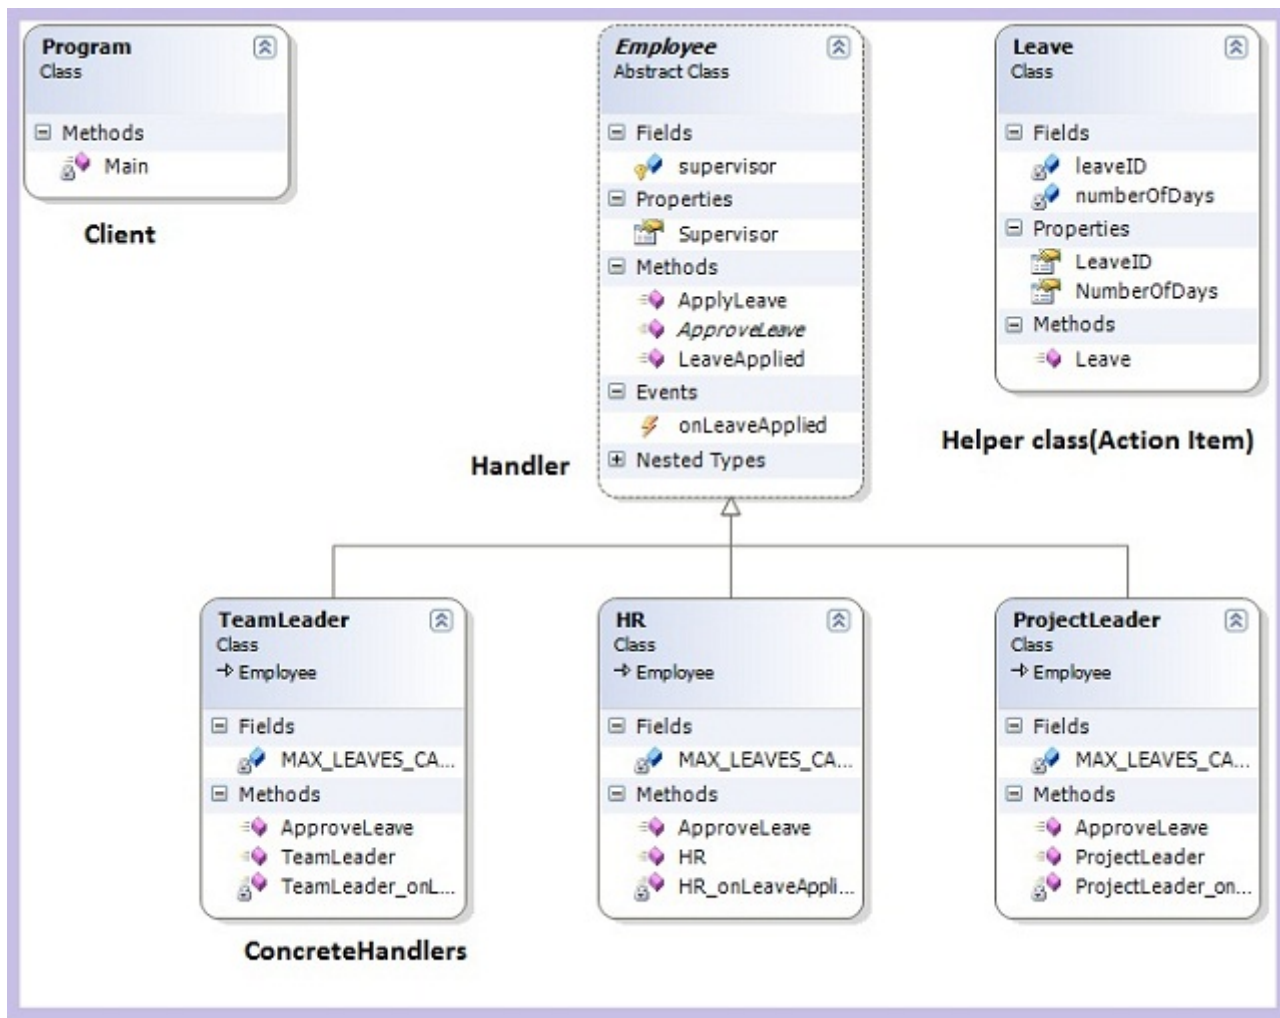 Program
Class
Methods
Main
Client
Employee
Abstract Class
Fields
supervisor
Properties
Supervisor
Methods
ApplyLeave
ApproveLeave
LeaveApplied
Events
onLeaveApplied
Nested Types
Handler
Leave
Class
Fields
leaveID
numberOfDays
Properties
LeaveID
NumberOfDays
Methods
Leave
Helper class(Action Item)
TeamLeader
Class
Employee
Fields
MAX_LEAVES_CA...
Methods
ApproveLeave
TeamLeader
TeamLeader_onL...
ConcreteHandlers
HR
Class
Employee
Fields
MAX_LEAVES_CA...
Methods
ApproveLeave
HR
HR_onLeaveAppli...
ProjectLeader
Class
Employee
Fields
MAX_LEAVES_CA...
Methods
ApproveLeave
ProjectLeader
ProjectLeader_on...